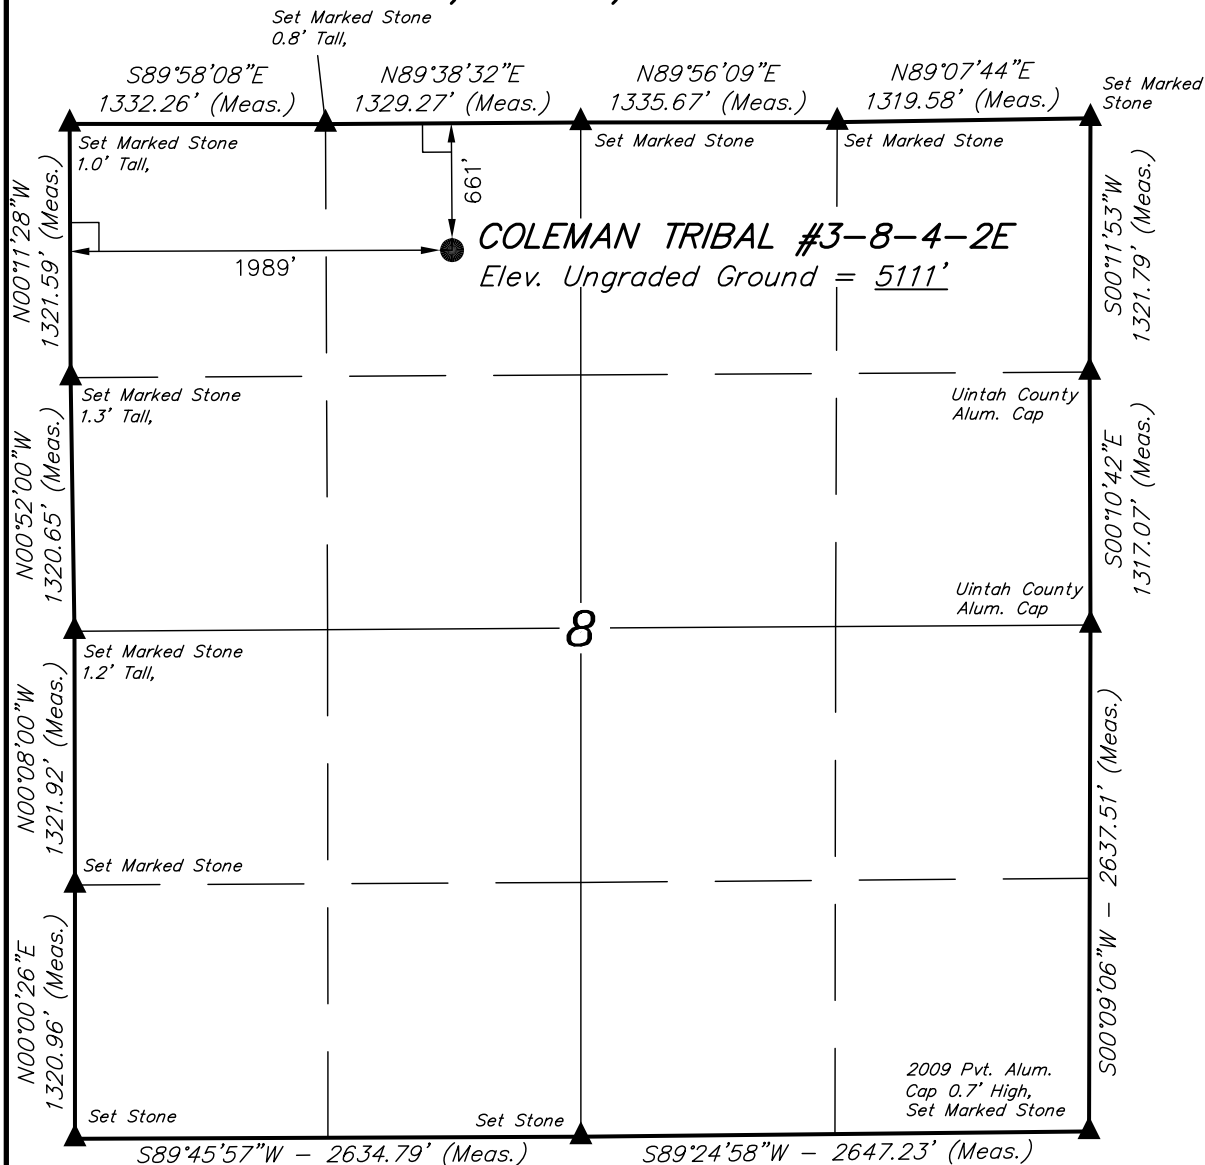 Set Marked Stone
0.8' Tall,
S89°58'08"E
1332.26' (Meas.)
N89°38'32"E
1329.27' (Meas.)
N89°56'09"E
1335.67' (Meas.)
N89°07'44"E
1319.58' (Meas.)
Set Marked
Stone
Set Marked Stone
1.0' Tall,
Set Marked Stone
Set Marked Stone
N00°11'28"W
1321.59' (Meas.)
661'
1989'
COLEMAN TRIBAL #3-8-4-2E
Elev. Ungraded Ground = 5111'
S00°11'53"W
1321.79' (Meas.)
Set Marked Stone
1.3' Tall,
Uintah County
Alum. Cap
N00°52'00"W
1320.65' (Meas.)
S00°10'42"E
1317.07' (Meas.)
Uintah County
Alum. Cap
8
Set Marked Stone
1.2' Tall,
N00°08'00"W
1321.92' (Meas.)
S00°09'06"W - 2637.51' (Meas.)
Set Marked Stone
N00°00'26"E
1320.96' (Meas.)
2009 Pvt. Alum.
Cap 0.7' High,
Set Marked Stone
Set Stone
Set Stone
S89°45'57"W - 2634.79' (Meas.)
S89°24'58"W - 2647.23' (Meas.)